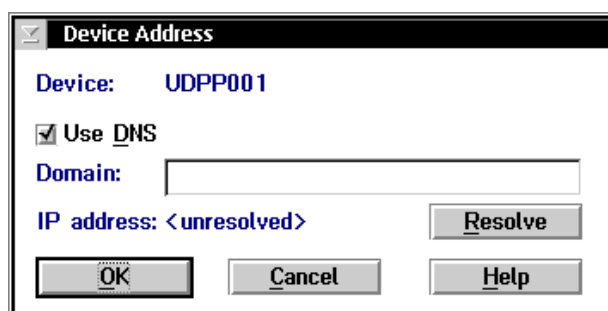 Device Address
Device: UDPP001
Use DNS
Domain:
IP address: <unresolved> Resolve
OK Cancel Help